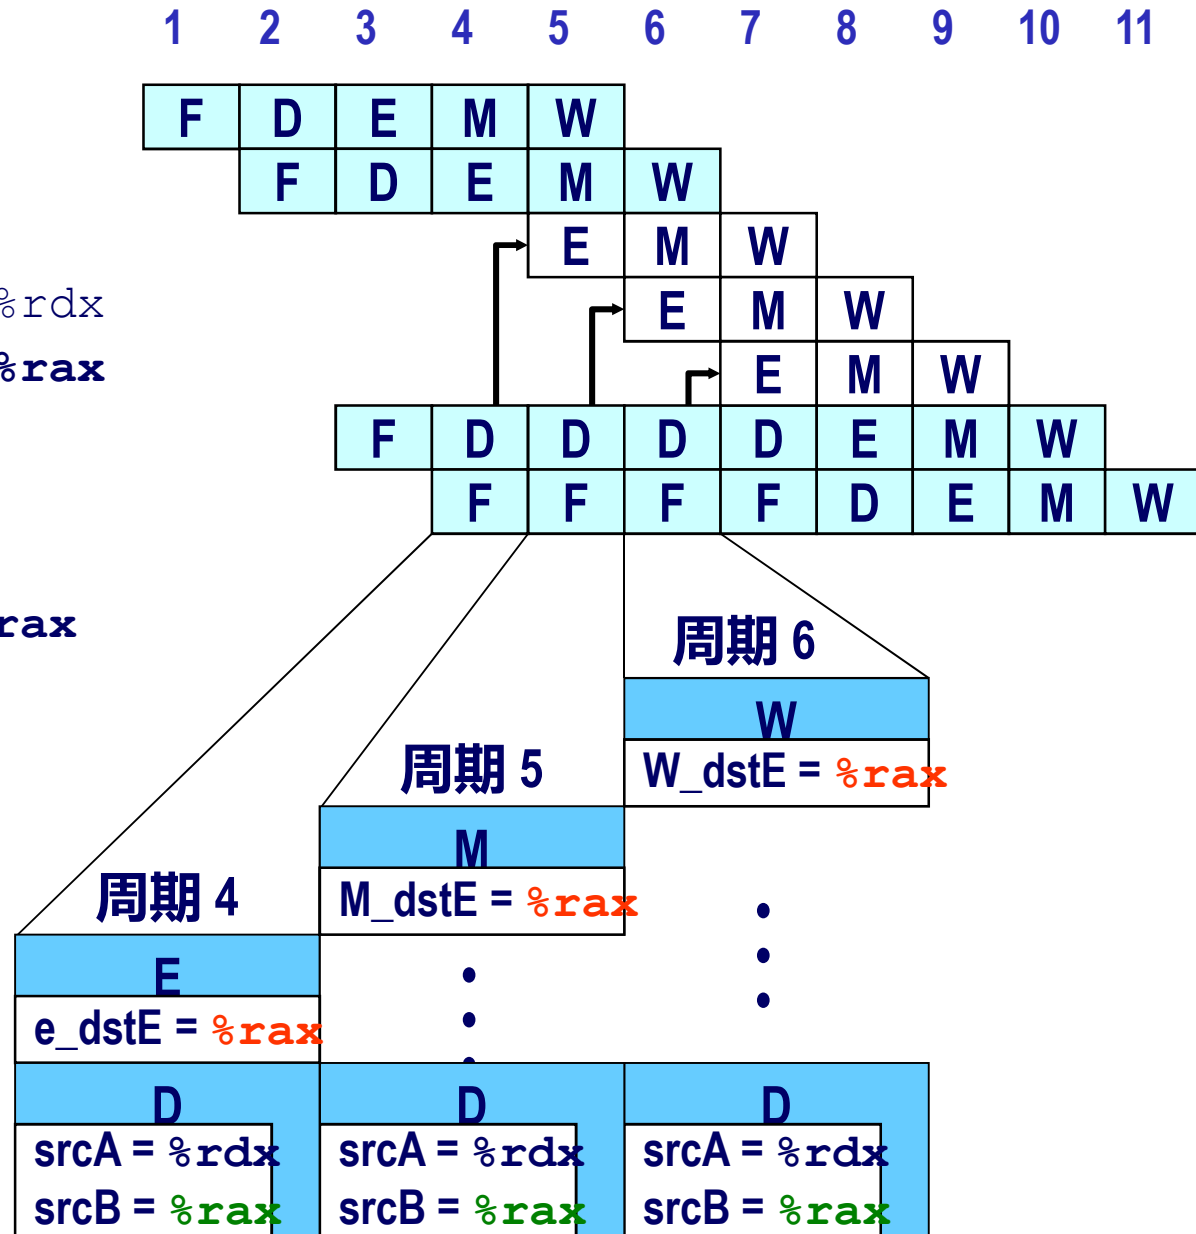 1 2 3 4 5 6 7 8 9 10 11
F D E M W
F D E M W
E M W
%rdx E M W
%rax E M W
F D D D D E M W
F F F F D E M W
rax
周期 6
W
W_dstE = %rax
周期 5
M
M_dstE = %rax
周期 4
E
e_dstE = %rax
D D D
srcA = %rdx srcA = %rdx srcA = %rdx
srcB = %rax srcB = %rax srcB = %rax